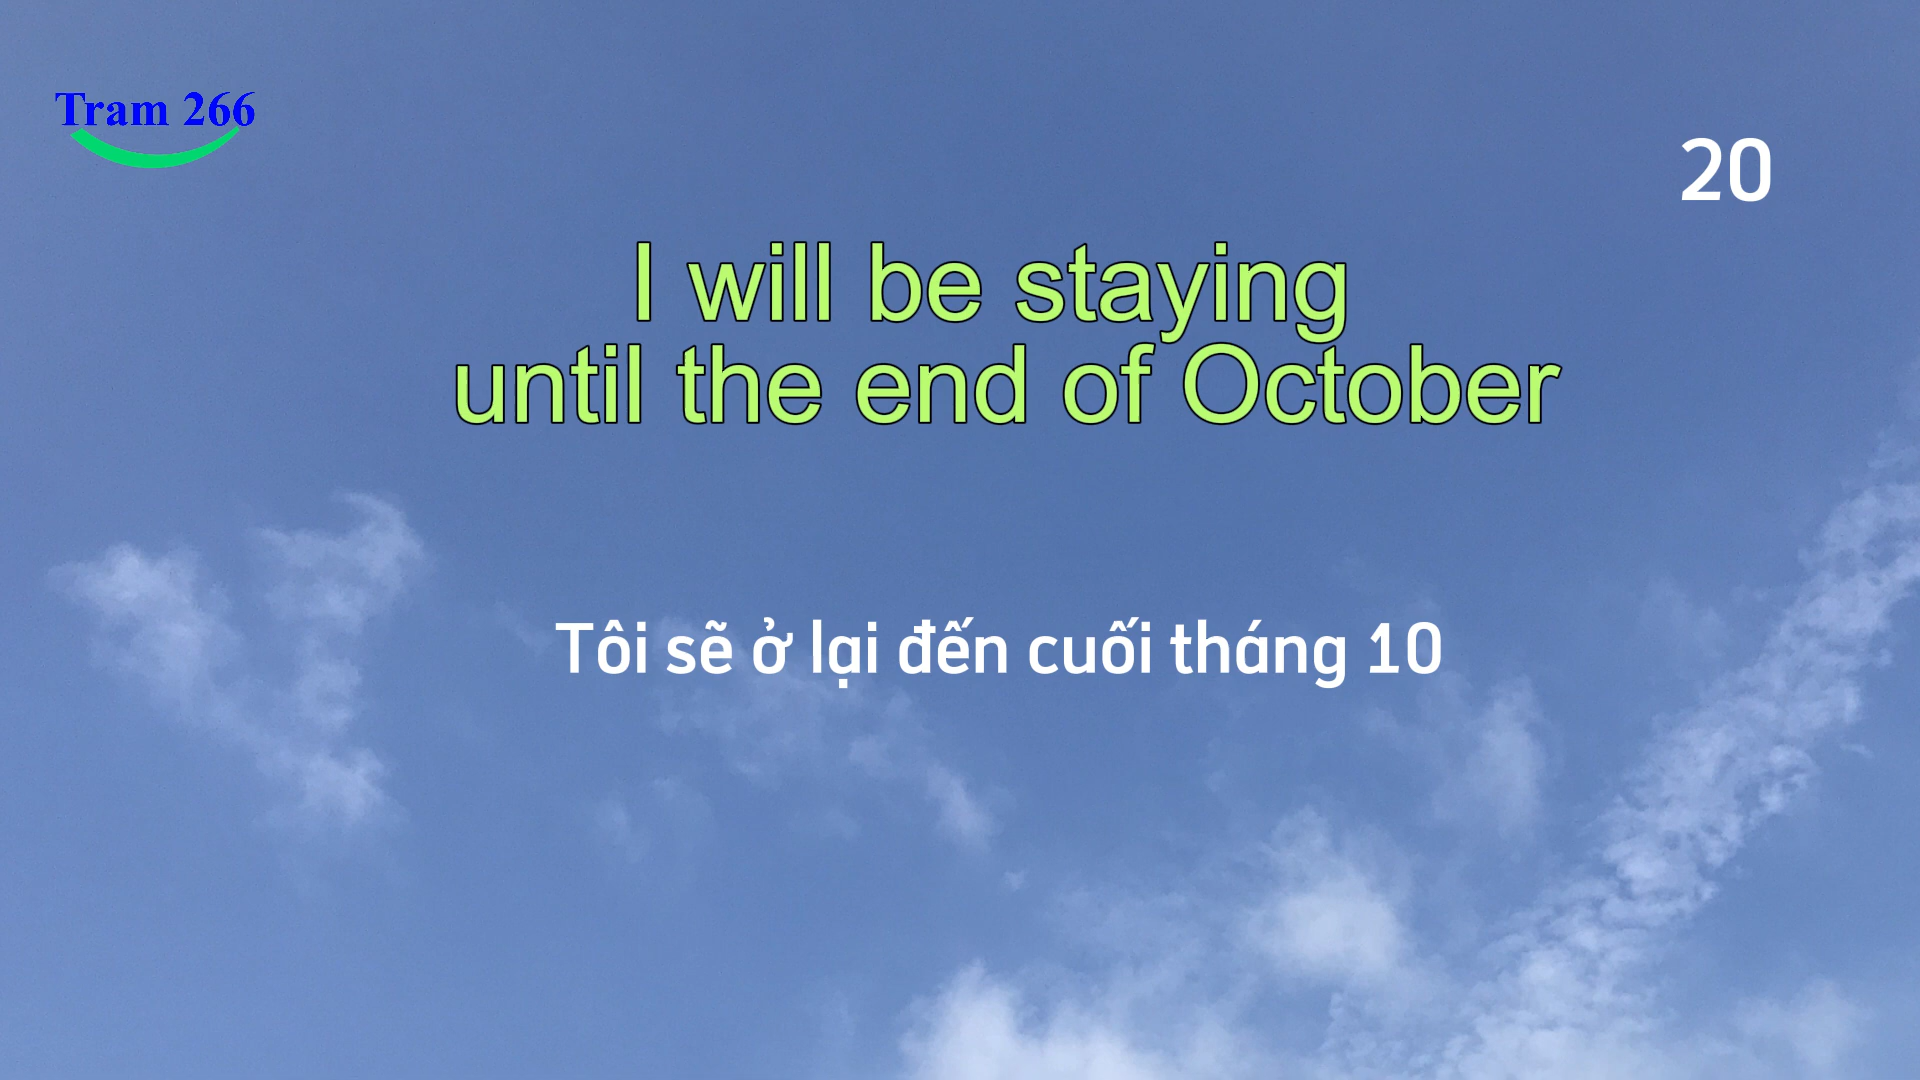 Tram 266
20
I will be staying
until the end of October
Tôi sẽ ở lại đến cuối tháng 10